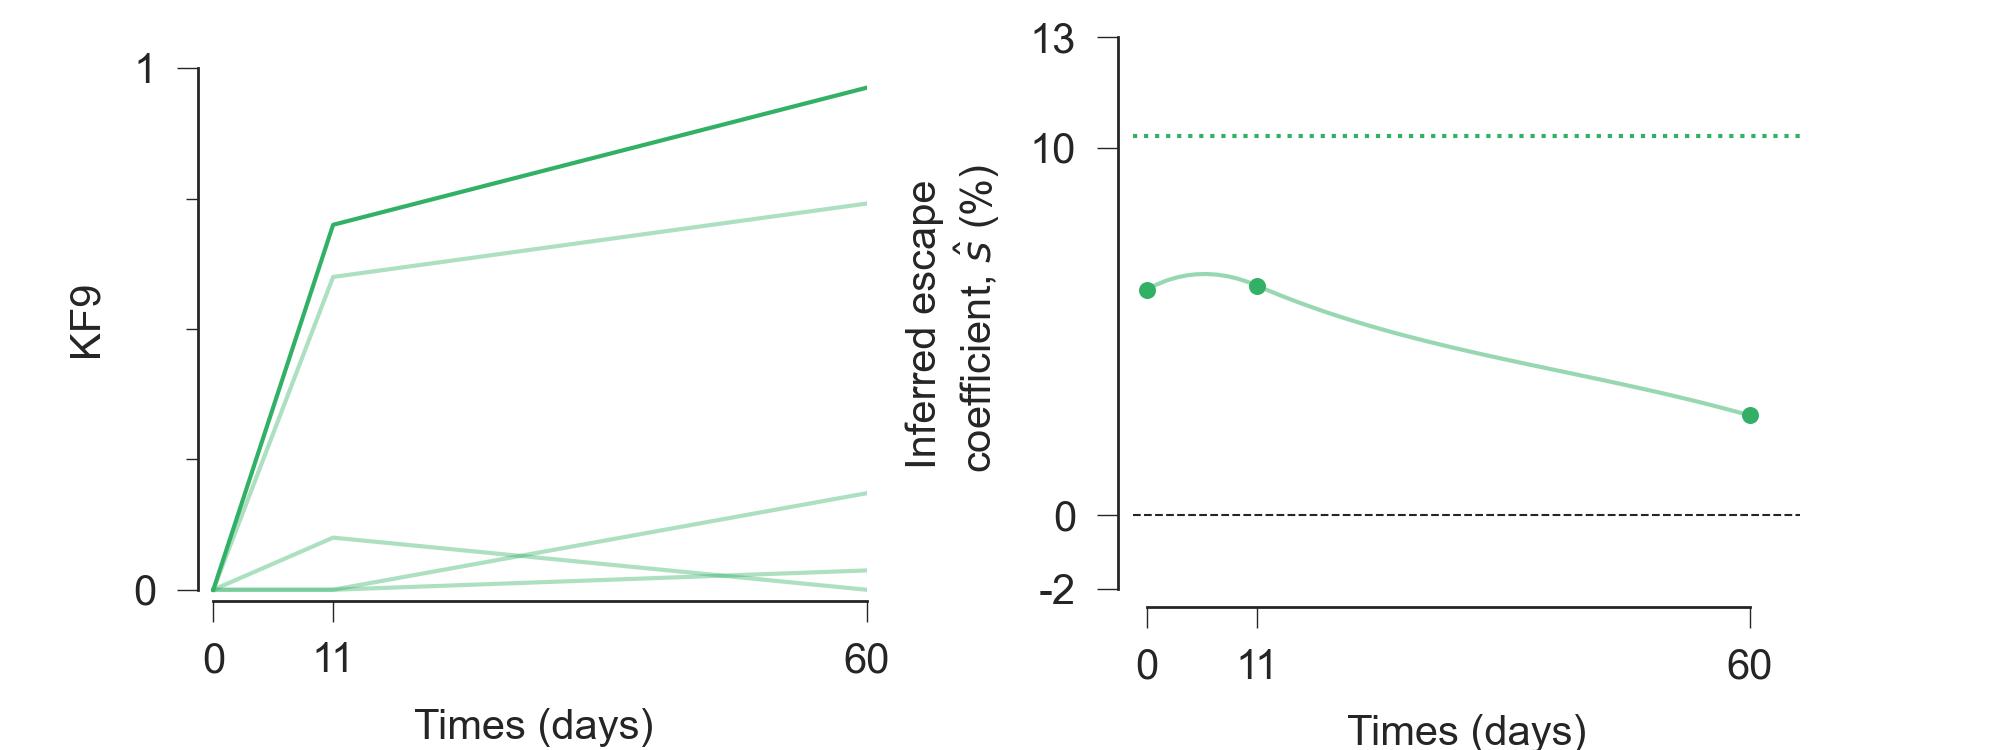 1
0
KF9
0 11 60
Times (days)
13
10
0
-2
Inferred escape
coefficient, ŝ (%)
0 11 60
Times (days)